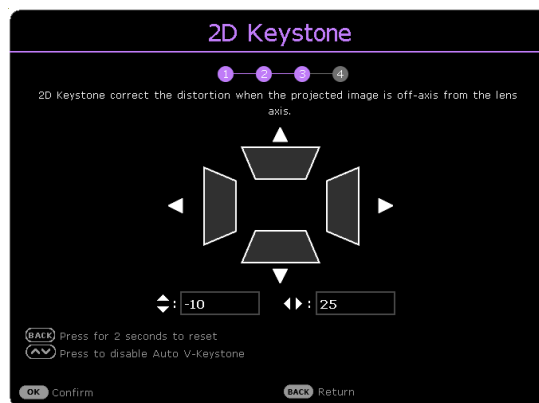 2D Keystone
1 2 3 4
2D Keystone correct the distortion when the projected image is off-axis from the lens
axis.
: -10 : 25
BACK Press for 2 seconds to reset
Press to disable Auto V-Keystone
OK Confirm BACK Return